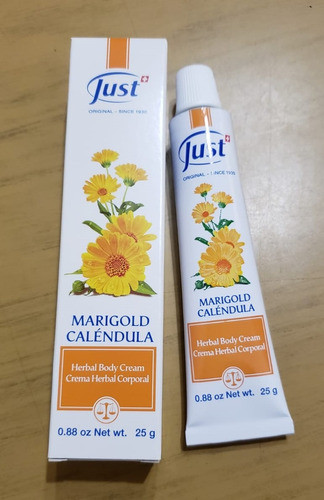 Just
ORIGINAL - SINCE 1930
MARIGOLD
CALÉNDULA
Herbal Body Cream
Crema Herbal Corporal
0.88 oz Net wt. 25 g
Just
ORIGINAL - SINCE 1930
MARIGOLD
CALÉNDULA
Herbal Body Cream
Crema Herbal Corporal
0.88 oz Net wt. 25 g